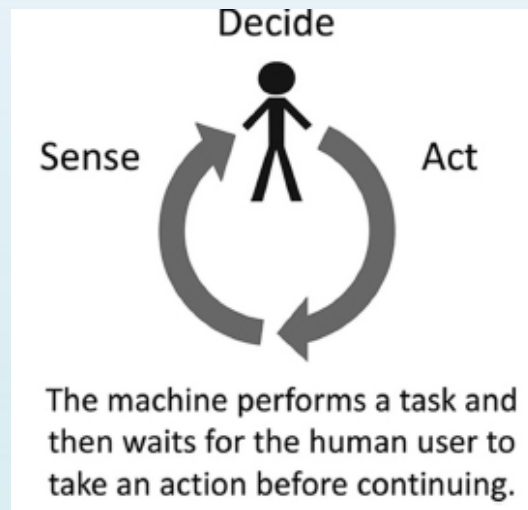 Decide
Sense
Act
The machine performs a task and
then waits for the human user to
take an action before continuing.